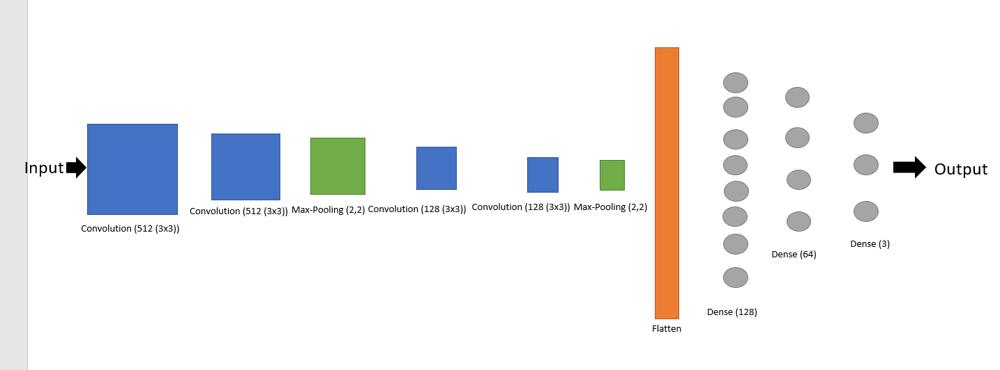 Input
Convolution (512 (3x3))
Convolution (512 (3x3))
Max-Pooling (2,2)
Convolution (128 (3x3))
Convolution (128 (3x3))
Max-Pooling (2,2)
Flatten
Dense (128)
Dense (64)
Dense (3)
Output